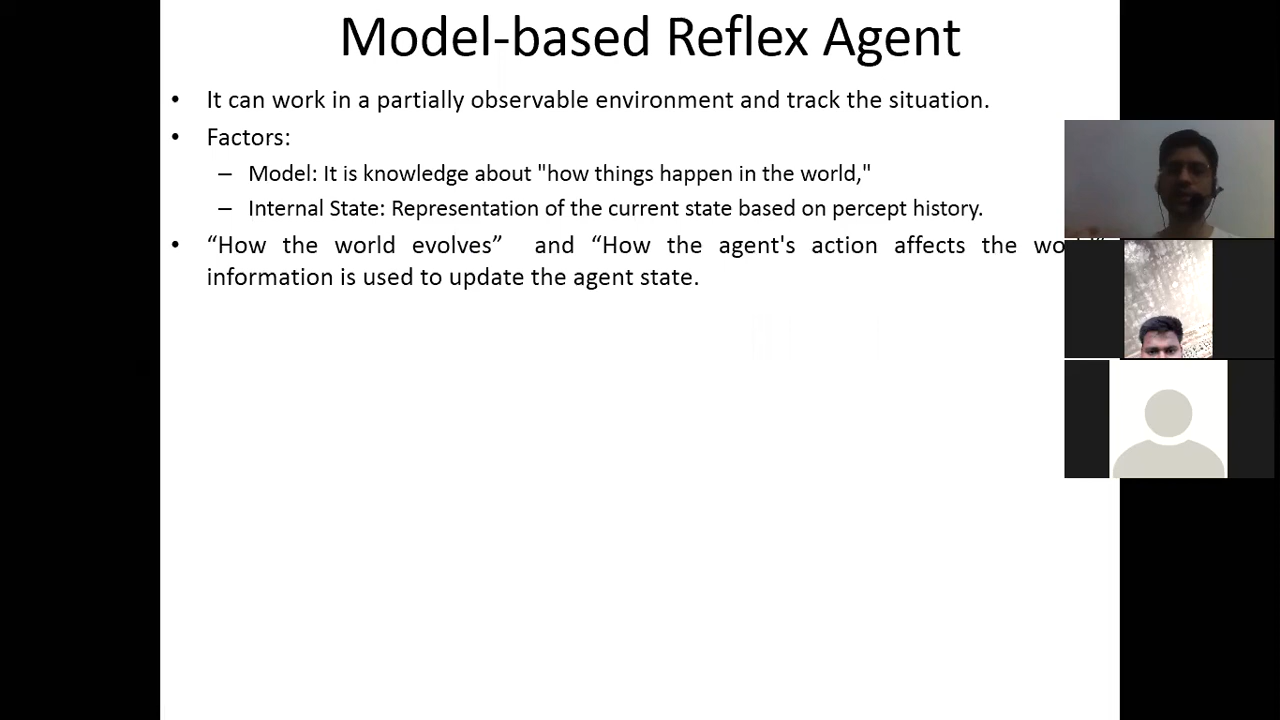 Model-based Reflex Agent
• It can work in a partially observable environment and track the situation.
• Factors:
– Model: It is knowledge about "how things happen in the world,"
– Internal State: Representation of the current state based on percept history.
• “How the world evolves” and “How the agent's action affects the
information is used to update the agent state.